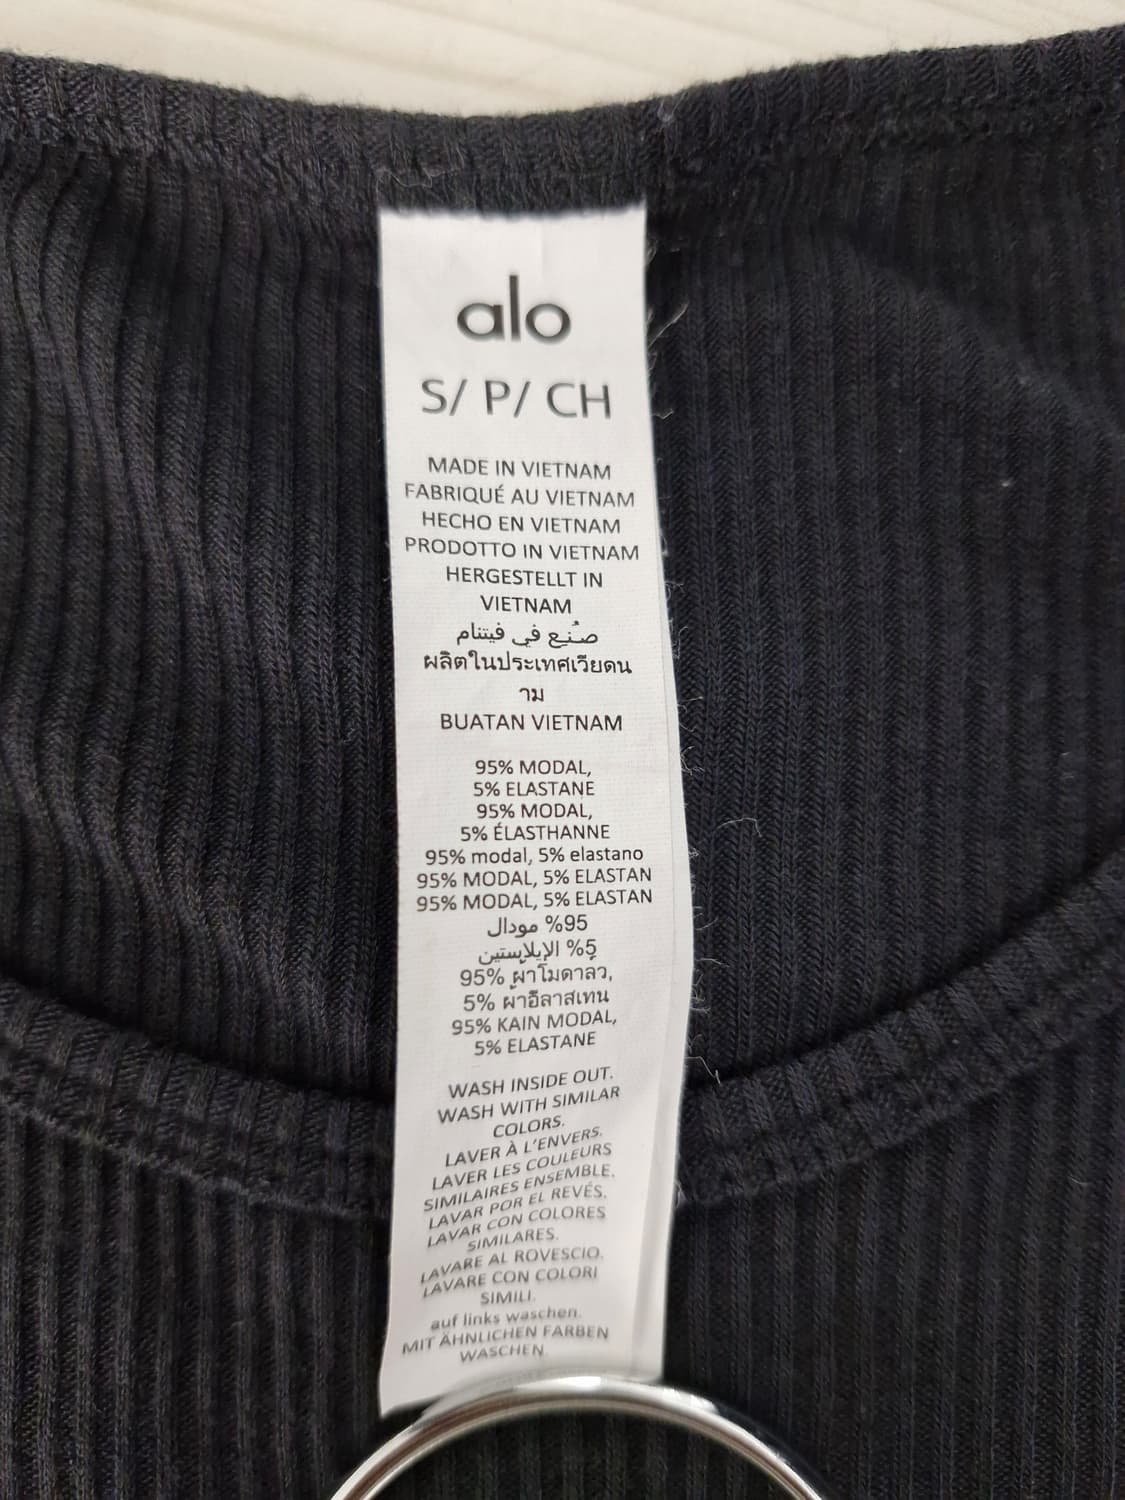 alo
S/ P/ CH
MADE IN VIETNAM
FABRIQUÉ AU VIETNAM
HECHO EN VIETNAM
PRODOTTO IN VIETNAM
HERGESTELLT IN
VIETNAM
صُنِع في فيتنام
ผลิตในประเทศเวียดน
าม
BUATAN VIETNAM
95% MODAL,
5% ELASTANE
95% MODAL,
5% ÉLASTHANNE
95% modal, 5% elastano
95% MODAL, 5% ELASTAN
95% MODAL, 5% ELASTAN
95% مودال
5% الإيلاستين
95% ผ้าโมดาลว,
5% ผ้าอีลาสเทน
95% KAIN MODAL,
5% ELASTANE
WASH INSIDE OUT.
WASH WITH SIMILAR
COLORS.
LAVER À L'ENVERS.
LAVER LES COULEURS
SIMILAIRES ENSEMBLE.
LAVAR POR EL REVÉS.
LAVAR CON COLORES
SIMILARES.
LAVARE AL ROVESCIO.
LAVARE CON COLORI
SIMILI.
auf links waschen.
MIT ÄHNLICHEN FARBEN
WASCHEN.